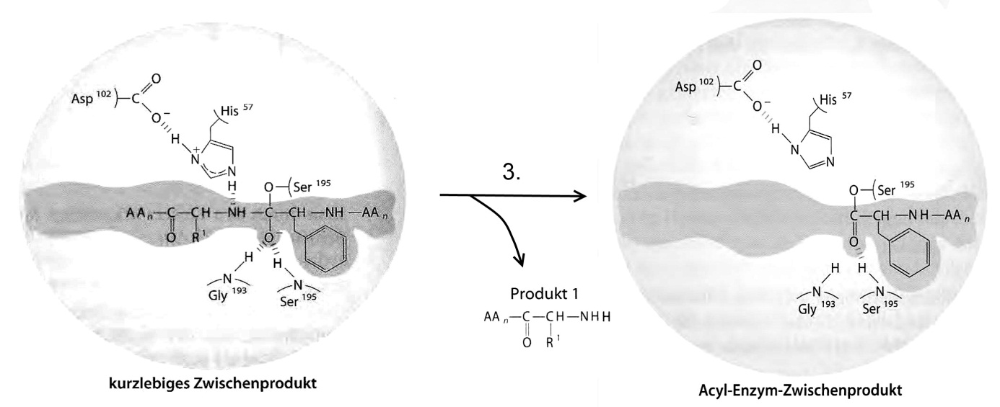 Asp 102 C O
O−
His 57
H
N +
N
H
O Ser 195
AAn C CH NH C CH NH AAn
O R1 O−
H H
N N
Gly 193 Ser 195
kurzlebiges Zwischenprodukt
3.
Produkt 1
AAn C CH NHH
O R1
Asp 102 C O
O−
His 57
H
N N
O Ser 195
C CH NH AAn
O
H H
N N
Gly 193 Ser 195
Acyl-Enzym-Zwischenprodukt